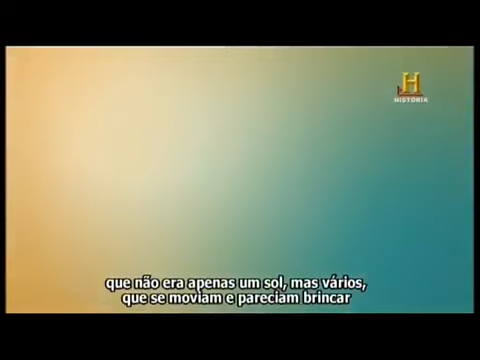 H
HISTORIA
que não era apenas um sol, mas vários,
que se moviam e pareciam brincar